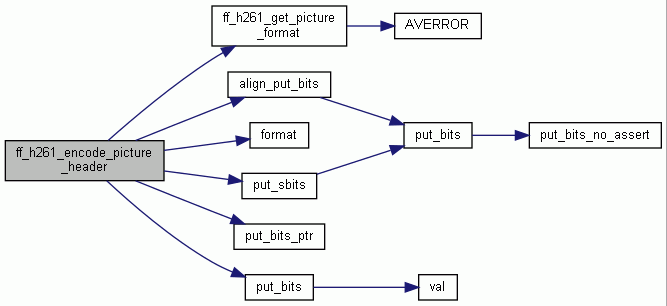 ff_h261_get_picture
_format
AVERROR
align_put_bits
format
put_bits
put_bits_no_assert
ff_h261_encode_picture
_header
put_sbits
put_bits_ptr
put_bits
val